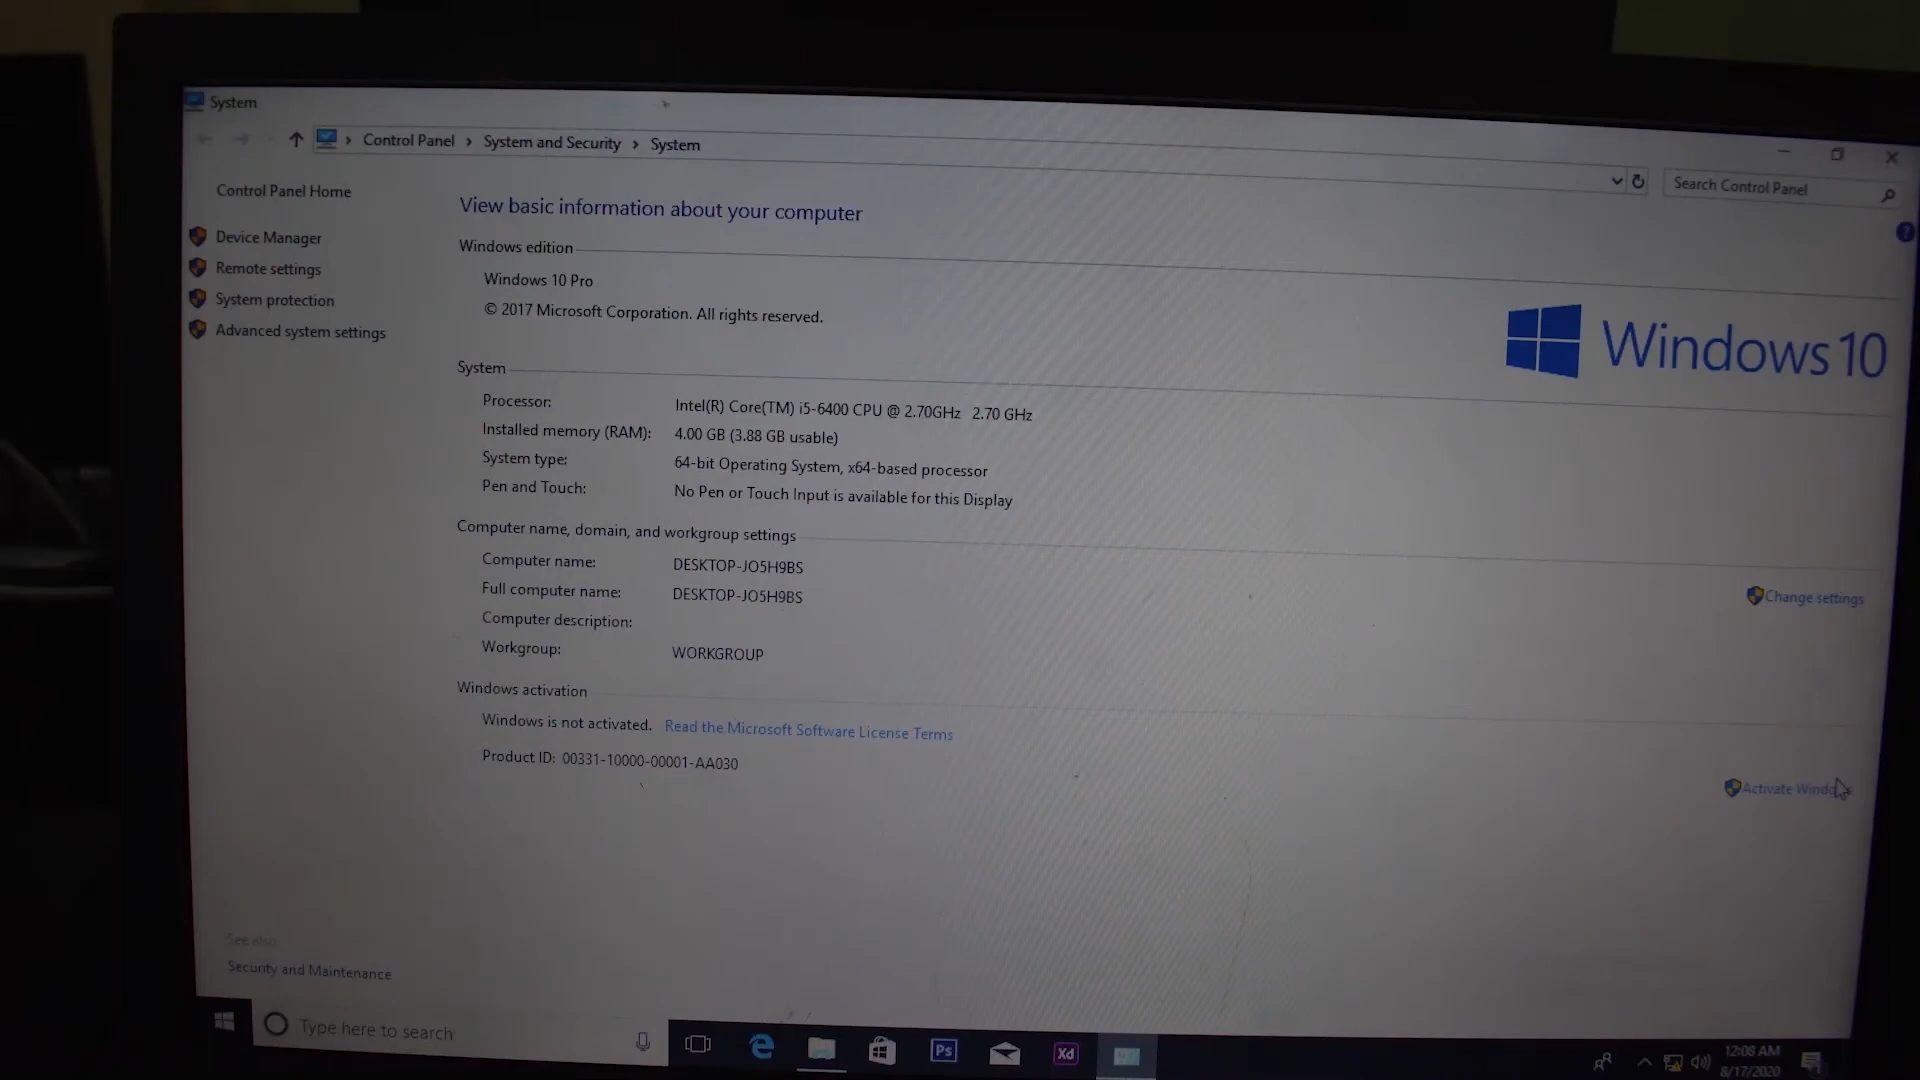 System
Control Panel > System and Security > System
Search Control Panel
Control Panel Home
Device Manager
Remote settings
System protection
Advanced system settings
View basic information about your computer
Windows edition
Windows 10 Pro
© 2017 Microsoft Corporation. All rights reserved.
Windows 10
System
Processor: Intel(R) Core(TM) i5-6400 CPU @ 2.70GHz 2.70 GHz
Installed memory (RAM): 4.00 GB (3.88 GB usable)
System type: 64-bit Operating System, x64-based processor
Pen and Touch: No Pen or Touch Input is available for this Display
Computer name, domain, and workgroup settings
Computer name: DESKTOP-JO5H9BS
Change settings
Full computer name: DESKTOP-JO5H9BS
Computer description:
Workgroup: WORKGROUP
Windows activation
Windows is not activated. Read the Microsoft Software License Terms
Product ID: 00331-10000-00001-AA030
Activate
See also
Security and Maintenance
Type here to search
Ps
Xd
12:08 AM
8/17/2020